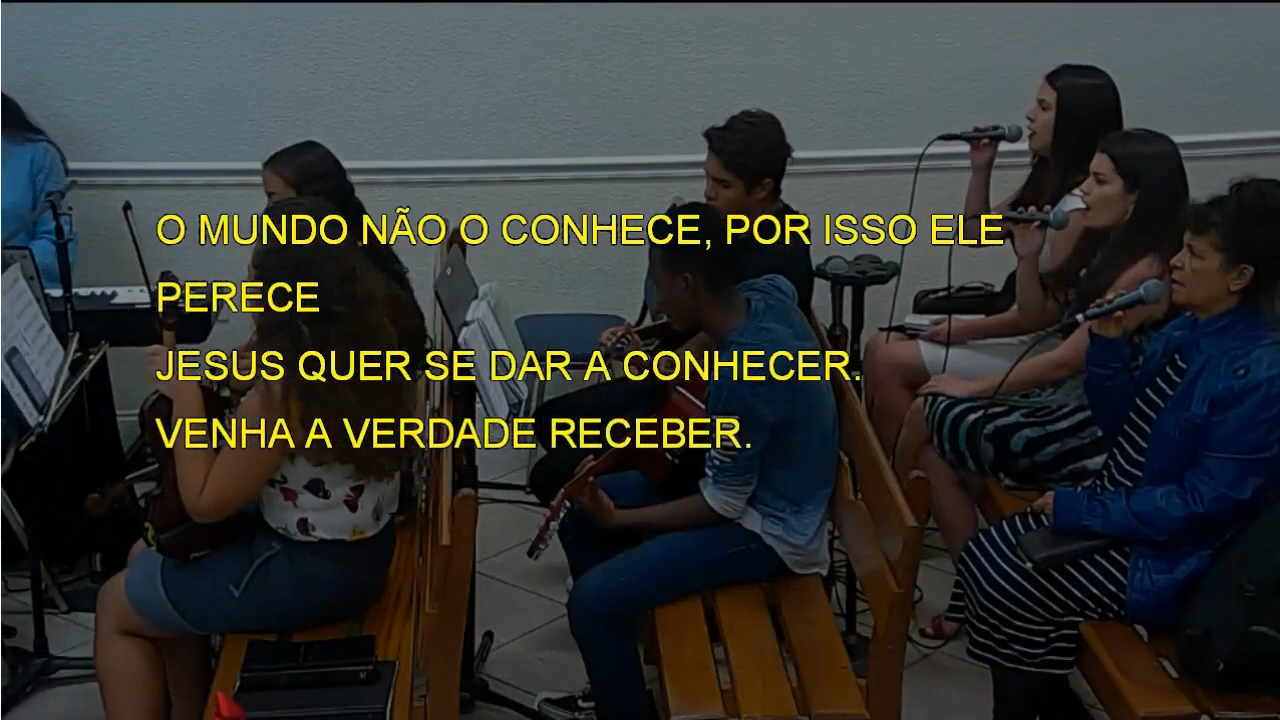 O MUNDO NÃO O CONHECE, POR ISSO ELE
PERECE
JESUS QUER SE DAR A CONHECER.
VENHA A VERDADE RECEBER.